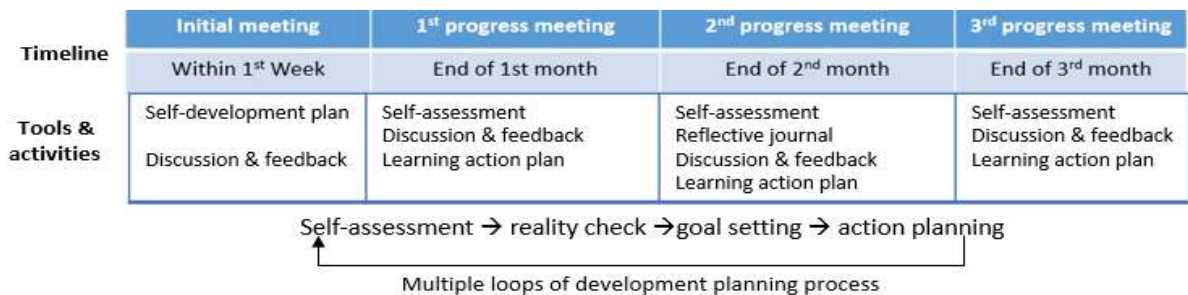 Initial meeting 1st progress meeting 2nd progress meeting 3rd progress meeting
Timeline
Within 1st Week End of 1st month End of 2nd month End of 3rd month
Tools &
activities
Self-development plan
Discussion & feedback
Self-assessment
Discussion & feedback
Learning action plan
Self-assessment
Reflective journal
Discussion & feedback
Learning action plan
Self-assessment
Discussion & feedback
Learning action plan
Self-assessment → reality check →goal setting → action planning
Multiple loops of development planning process